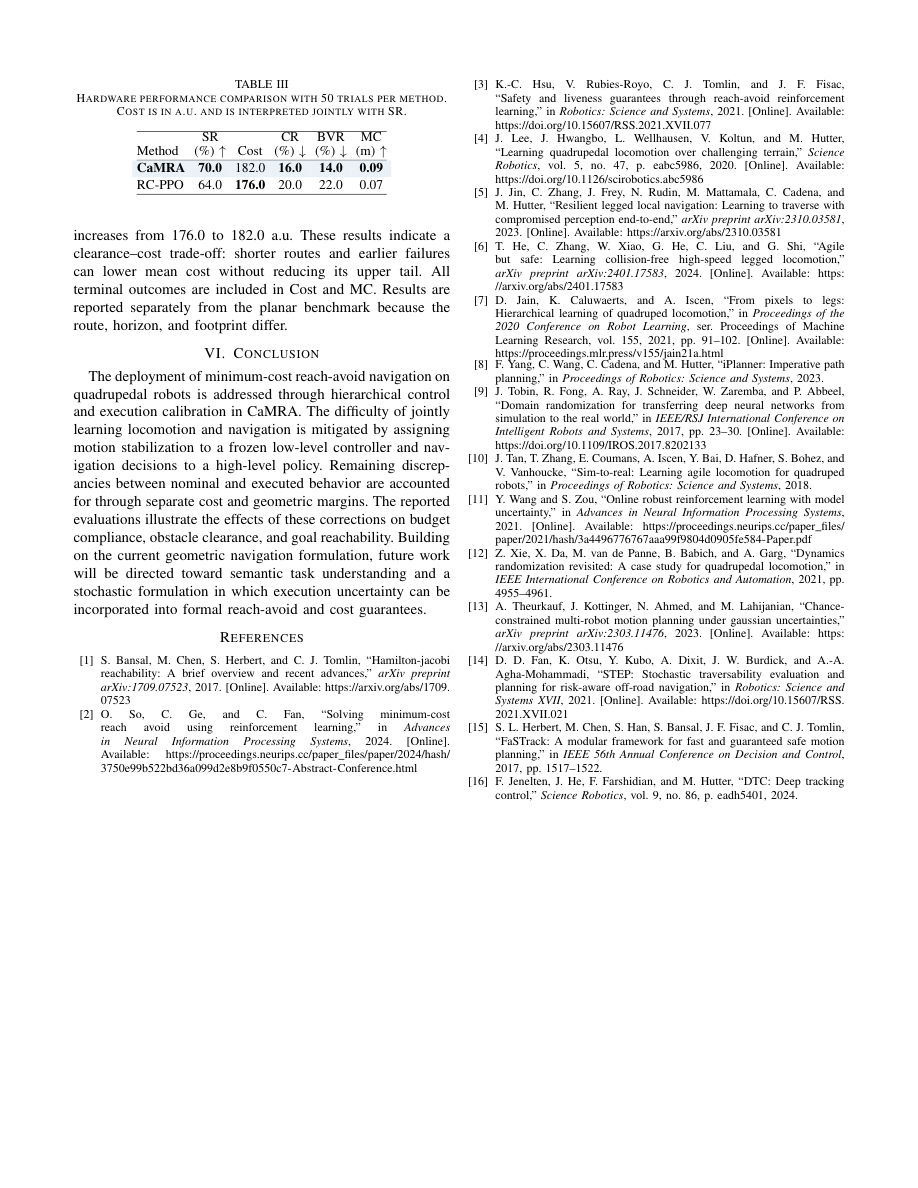 TABLE III
HARDWARE PERFORMANCE COMPARISON WITH 50 TRIALS PER METHOD.
COST IS IN A.U. AND IS INTERPRETED JOINTLY WITH SR.
SR CR BVR MC
Method (%) ↑ Cost (%) ↓ (%) ↓ (m) ↑
CaMRA 70.0 182.0 16.0 14.0 0.09
RC-PPO 64.0 176.0 20.0 22.0 0.07
increases from 176.0 to 182.0 a.u. These results indicate a
clearance–cost trade-off: shorter routes and earlier failures
can lower mean cost without reducing its upper tail. All
terminal outcomes are included in Cost and MC. Results are
reported separately from the planar benchmark because the
route, horizon, and footprint differ.
VI. CONCLUSION
The deployment of minimum-cost reach-avoid navigation on
quadrupedal robots is addressed through hierarchical control
and execution calibration in CaMRA. The difficulty of jointly
learning locomotion and navigation is mitigated by assigning
motion stabilization to a frozen low-level controller and nav-
igation decisions to a high-level policy. Remaining discrep-
ancies between nominal and executed behavior are accounted
for through separate cost and geometric margins. The reported
evaluations illustrate the effects of these corrections on budget
compliance, obstacle clearance, and goal reachability. Building
on the current geometric navigation formulation, future work
will be directed toward semantic task understanding and a
stochastic formulation in which execution uncertainty can be
incorporated into formal reach-avoid and cost guarantees.
REFERENCES
[1] S. Bansal, M. Chen, S. Herbert, and C. J. Tomlin, “Hamilton-jacobi
reachability: A brief overview and recent advances,” arXiv preprint
arXiv:1709.07523, 2017. [Online]. Available: https://arxiv.org/abs/1709.
07523
[2] O. So, C. Ge, and C. Fan, “Solving minimum-cost
reach avoid using reinforcement learning,” in Advances
in Neural Information Processing Systems, 2024. [Online].
Available: https://proceedings.neurips.cc/paper_files/paper/2024/hash/
3750e99b522bd36a099d2e8b9f0550c7-Abstract-Conference.html
[3] K.-C. Hsu, V. Rubies-Royo, C. J. Tomlin, and J. F. Fisac,
“Safety and liveness guarantees through reach-avoid reinforcement
learning,” in Robotics: Science and Systems, 2021. [Online]. Available:
https://doi.org/10.15607/RSS.2021.XVII.077
[4] J. Lee, J. Hwangbo, L. Wellhausen, V. Koltun, and M. Hutter,
“Learning quadrupedal locomotion over challenging terrain,” Science
Robotics, vol. 5, no. 47, p. eabc5986, 2020. [Online]. Available:
https://doi.org/10.1126/scirobotics.abc5986
[5] J. Jin, C. Zhang, J. Frey, N. Rudin, M. Mattamala, C. Cadena, and
M. Hutter, “Resilient legged local navigation: Learning to traverse with
compromised perception end-to-end,” arXiv preprint arXiv:2310.03581,
2023. [Online]. Available: https://arxiv.org/abs/2310.03581
[6] T. He, C. Zhang, W. Xiao, G. He, C. Liu, and G. Shi, “Agile
but safe: Learning collision-free high-speed legged locomotion,”
arXiv preprint arXiv:2401.17583, 2024. [Online]. Available: https:
//arxiv.org/abs/2401.17583
[7] D. Jain, K. Caluwaerts, and A. Iscen, “From pixels to legs:
Hierarchical learning of quadruped locomotion,” in Proceedings of the
2020 Conference on Robot Learning, ser. Proceedings of Machine
Learning Research, vol. 155, 2021, pp. 91–102. [Online]. Available:
https://proceedings.mlr.press/v155/jain21a.html
[8] F. Yang, C. Wang, C. Cadena, and M. Hutter, “iPlanner: Imperative path
planning,” in Proceedings of Robotics: Science and Systems, 2023.
[9] J. Tobin, R. Fong, A. Ray, J. Schneider, W. Zaremba, and P. Abbeel,
“Domain randomization for transferring deep neural networks from
simulation to the real world,” in IEEE/RSJ International Conference on
Intelligent Robots and Systems, 2017, pp. 23–30. [Online]. Available:
https://doi.org/10.1109/IROS.2017.8202133
[10] J. Tan, T. Zhang, E. Coumans, A. Iscen, Y. Bai, D. Hafner, S. Bohez, and
V. Vanhoucke, “Sim-to-real: Learning agile locomotion for quadruped
robots,” in Proceedings of Robotics: Science and Systems, 2018.
[11] Y. Wang and S. Zou, “Online robust reinforcement learning with model
uncertainty,” in Advances in Neural Information Processing Systems,
2021. [Online]. Available: https://proceedings.neurips.cc/paper_files/
paper/2021/hash/3a4496776767aaa99f9804d0905fe584-Paper.pdf
[12] Z. Xie, X. Da, M. van de Panne, B. Babich, and A. Garg, “Dynamics
randomization revisited: A case study for quadrupedal locomotion,” in
IEEE International Conference on Robotics and Automation, 2021, pp.
4955–4961.
[13] A. Theurkauf, J. Kottinger, N. Ahmed, and M. Lahijanian, “Chance-
constrained multi-robot motion planning under gaussian uncertainties,”
arXiv preprint arXiv:2303.11476, 2023. [Online]. Available: https:
//arxiv.org/abs/2303.11476
[14] D. D. Fan, K. Otsu, Y. Kubo, A. Dixit, J. W. Burdick, and A.-A.
Agha-Mohammadi, “STEP: Stochastic traversability evaluation and
planning for risk-aware off-road navigation,” in Robotics: Science and
Systems XVII, 2021. [Online]. Available: https://doi.org/10.15607/RSS.
2021.XVII.021
[15] S. L. Herbert, M. Chen, S. Han, S. Bansal, J. F. Fisac, and C. J. Tomlin,
“FaSTrack: A modular framework for fast and guaranteed safe motion
planning,” in IEEE 56th Annual Conference on Decision and Control,
2017, pp. 1517–1522.
[16] F. Jenelten, J. He, F. Farshidian, and M. Hutter, “DTC: Deep tracking
control,” Science Robotics, vol. 9, no. 86, p. eadh5401, 2024.